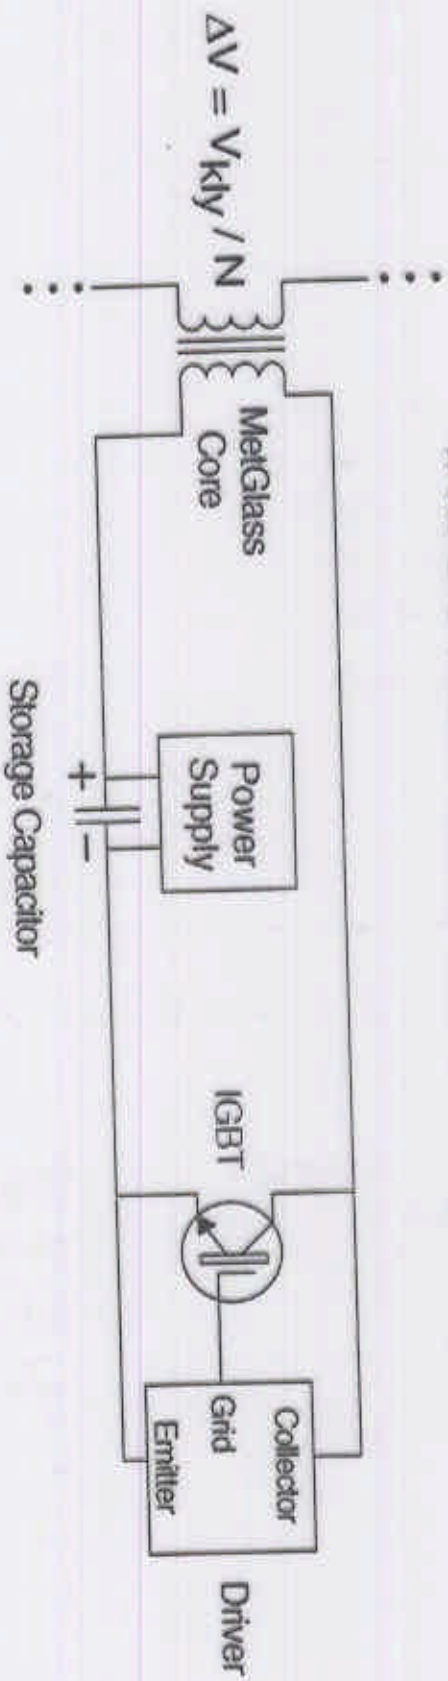 ΔV = Vkly / N
MetGlass
Core
Power
Supply
+ −
Storage Capacitor
IGBT
Collector
Grid
Emitter
Driver